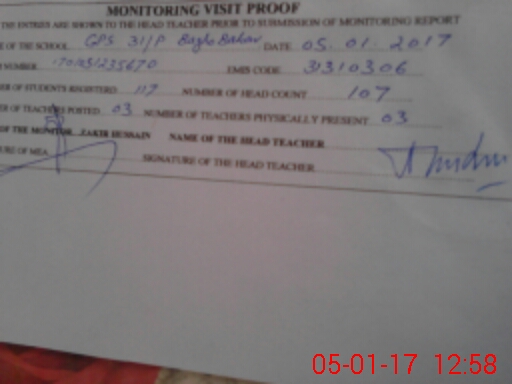 MONITORING VISIT PROOF
THE ENTRIES ARE SHOWN TO THE HEAD TEACHER PRIOR TO SUBMISSION OF MONITORING REPORT
OF THE SCHOOL GPS 31/P DATE 05.01.2017
NUMBER EMIS CODE 31310306
OF STUDENTS REGISTERD 117 NUMBER OF HEAD COUNT 107
OF TEACHERS POSTED 03 NUMBER OF TEACHERS PHYSICALLY PRESENT 03
OF THE MONITOR ZAKIR HUSSAIN NAME OF THE HEAD TEACHER
OF MEA SIGNATURE OF THE HEAD TEACHER
05-01-17 12:58